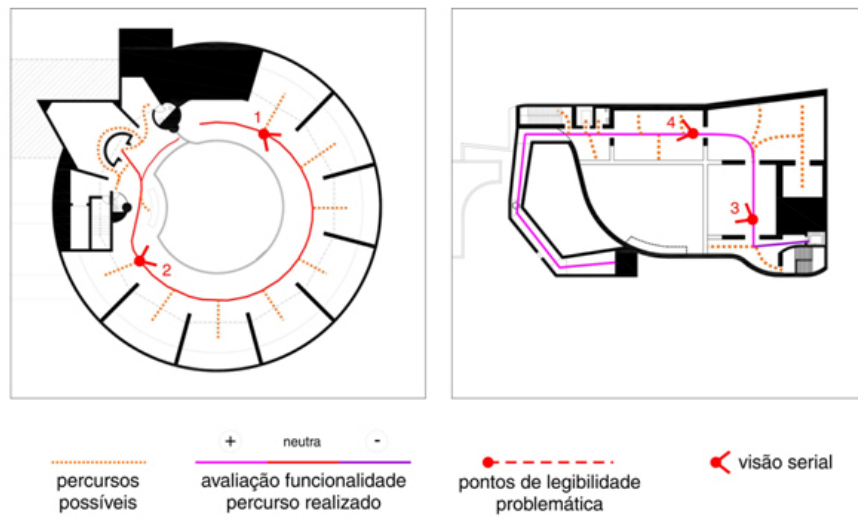 1
2
4
3
+ neutra -
percursos
possíveis
avaliação funcionalidade
percurso realizado
pontos de legibilidade
problemática
visão serial